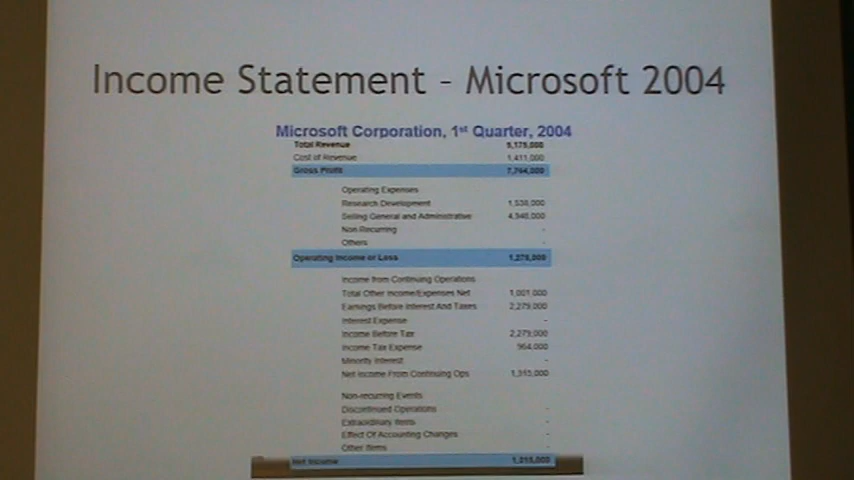 Income Statement – Microsoft 2004
Microsoft Corporation, 1st Quarter, 2004
Total Revenue 9,175,000
Cost of Revenue 1,411,000
Gross Profit 7,764,000
Operating Expenses
Research Development 1,538,000
Selling General and Administrative 4,948,000
Non Recurring -
Others -
Operating Income or Loss 1,278,000
Income from Continuing Operations
Total Other Income/Expenses Net 1,001,000
Earnings Before Interest And Taxes 2,279,000
Interest Expense -
Income Before Tax 2,279,000
Income Tax Expense 964,000
Minority Interest -
Net Income From Continuing Ops 1,315,000
Non-recurring Events
Discontinued Operations -
Extraordinary Items -
Effect Of Accounting Changes -
Other Items -
Net Income 1,315,000